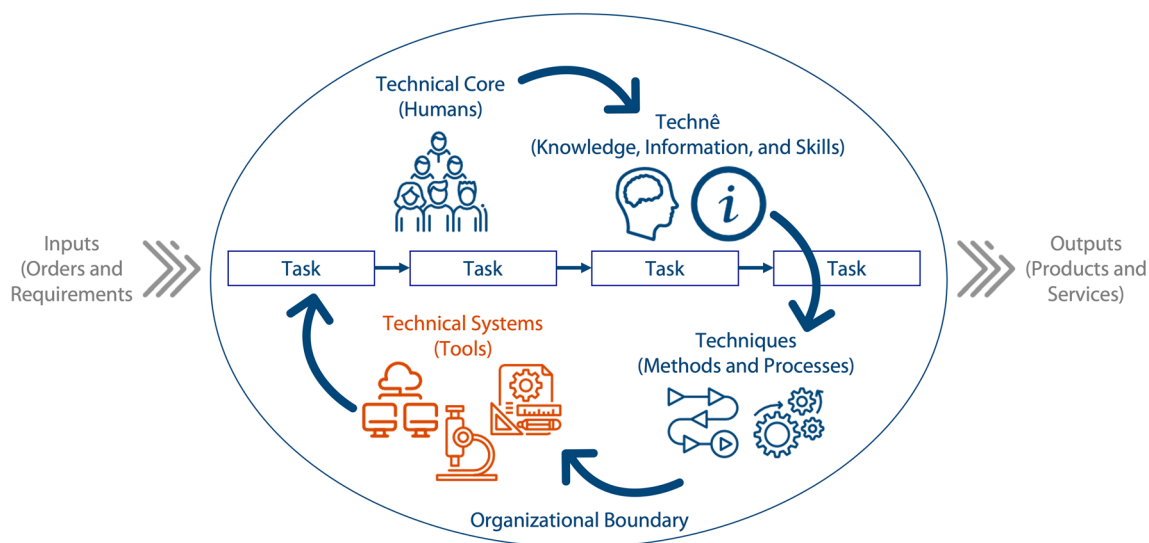 Technical Core
(Humans)
Technê
(Knowledge, Information, and Skills)
i
Inputs
(Orders and
Requirements
Task
Task
Task
Task
Outputs
(Products and
Services)
Technical Systems
(Tools)
Techniques
(Methods and Processes)
Organizational Boundary